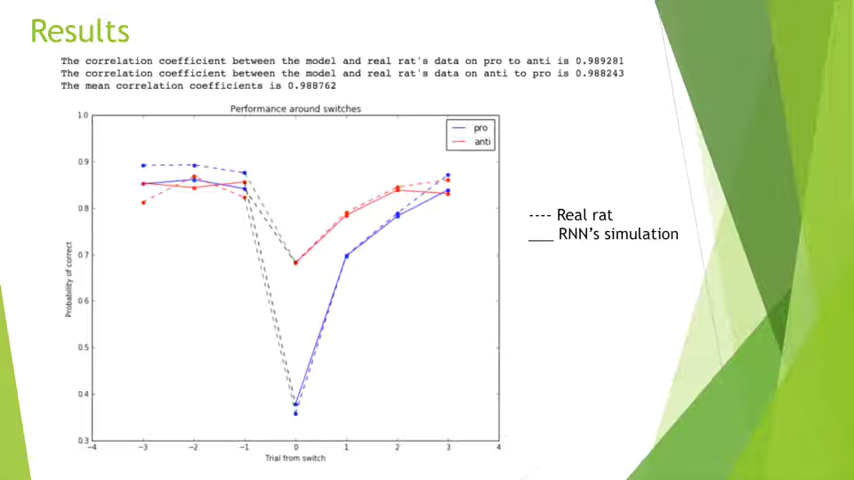 Results
The correlation coefficient between the model and real rat's data on pro to anti is 0.989281
The correlation coefficient between the model and real rat's data on anti to pro is 0.988243
The mean correlation coefficients is 0.988762
Performance around switches
1.0
0.9
0.8
0.7
0.6
0.5
0.4
0.3
Probability of correct
pro
anti
−4 −3 −2 −1 0 1 2 3 4
Trial from switch
---- Real rat
___ RNN's simulation